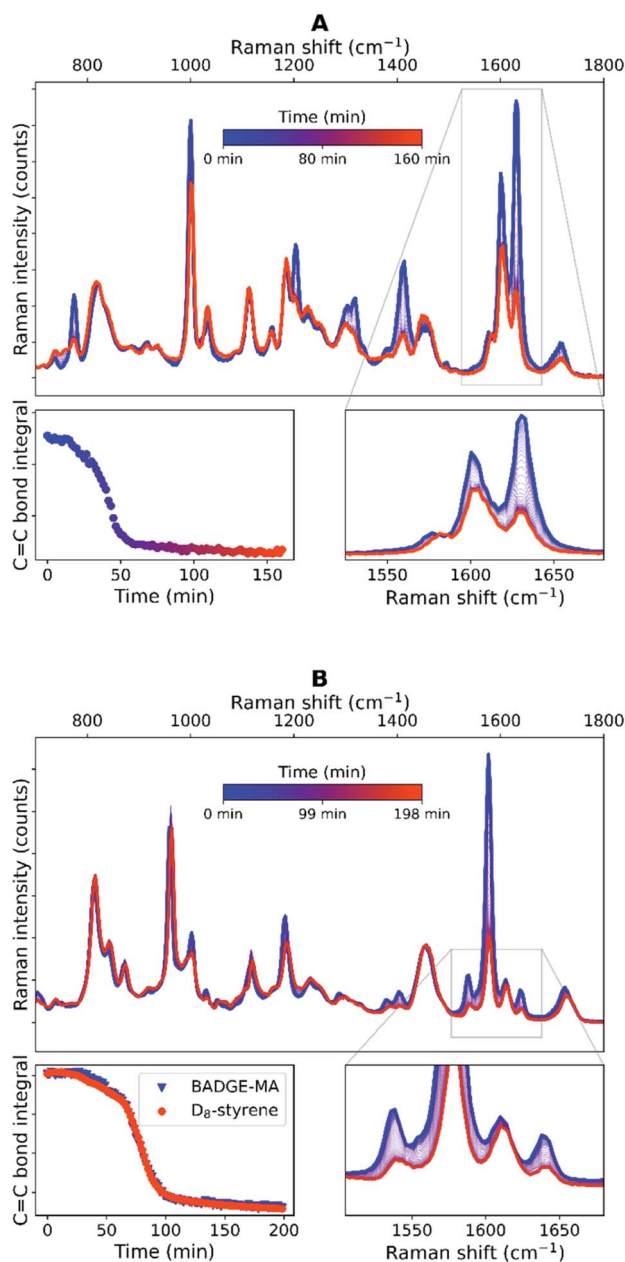 A
Raman shift (cm⁻¹)
800 1000 1200 1400 1600 1800
Raman intensity (counts)
Time (min)
0 min 80 min 160 min
C=C bond integral
0 50 100 150
Time (min)
1550 1600 1650
Raman shift (cm⁻¹)
B
Raman shift (cm⁻¹)
800 1000 1200 1400 1600 1800
Raman intensity (counts)
Time (min)
0 min 99 min 198 min
C=C bond integral
BADGE-MA
D₈-styrene
0 50 100 150 200
Time (min)
1550 1600 1650
Raman shift (cm⁻¹)